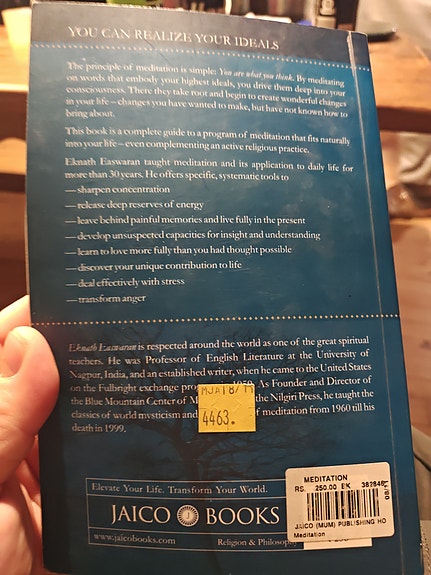 YOU CAN REALIZE YOUR IDEALS
The principle of meditation is simple: You are what you think. By meditating
on words that embody your highest ideals, you drive them deep into your
consciousness. There they take root and begin to create wonderful changes
in your life – changes you have wanted to make, but have not known how to
bring about.
This book is a complete guide to a program of meditation that fits naturally
into your life – even complementing an active religious practice.
Eknath Easwaran taught meditation and its application to daily life for
more than 30 years. He offers specific, systematic tools to
— sharpen concentration
— release deep reserves of energy
— leave behind painful memories and live fully in the present
— develop unsuspected capacities for insight and understanding
— learn to love more fully than you had thought possible
— discover your unique contribution to life
— deal effectively with stress
— transform anger
Eknath Easwaran is respected around the world as one of the great spiritual
teachers. He was Professor of English Literature at the University of
Nagpur, India, and an established writer, when he came to the United States
on the Fulbright exchange 1959. As Founder and Director of
the Blue Mountain Center of the Nilgiri Press, he taught the
classics of world mysticism and of meditation from 1960 till his
death in 1999.
4463.
Elevate Your Life. Transform Your World.
JAICO J BOOKS
www.jaicobooks.com Religion & Philosophy
MEDITATION
RS. 250.00 EK 382846
JAICO (MUM) PUBLISHING HO
Meditation